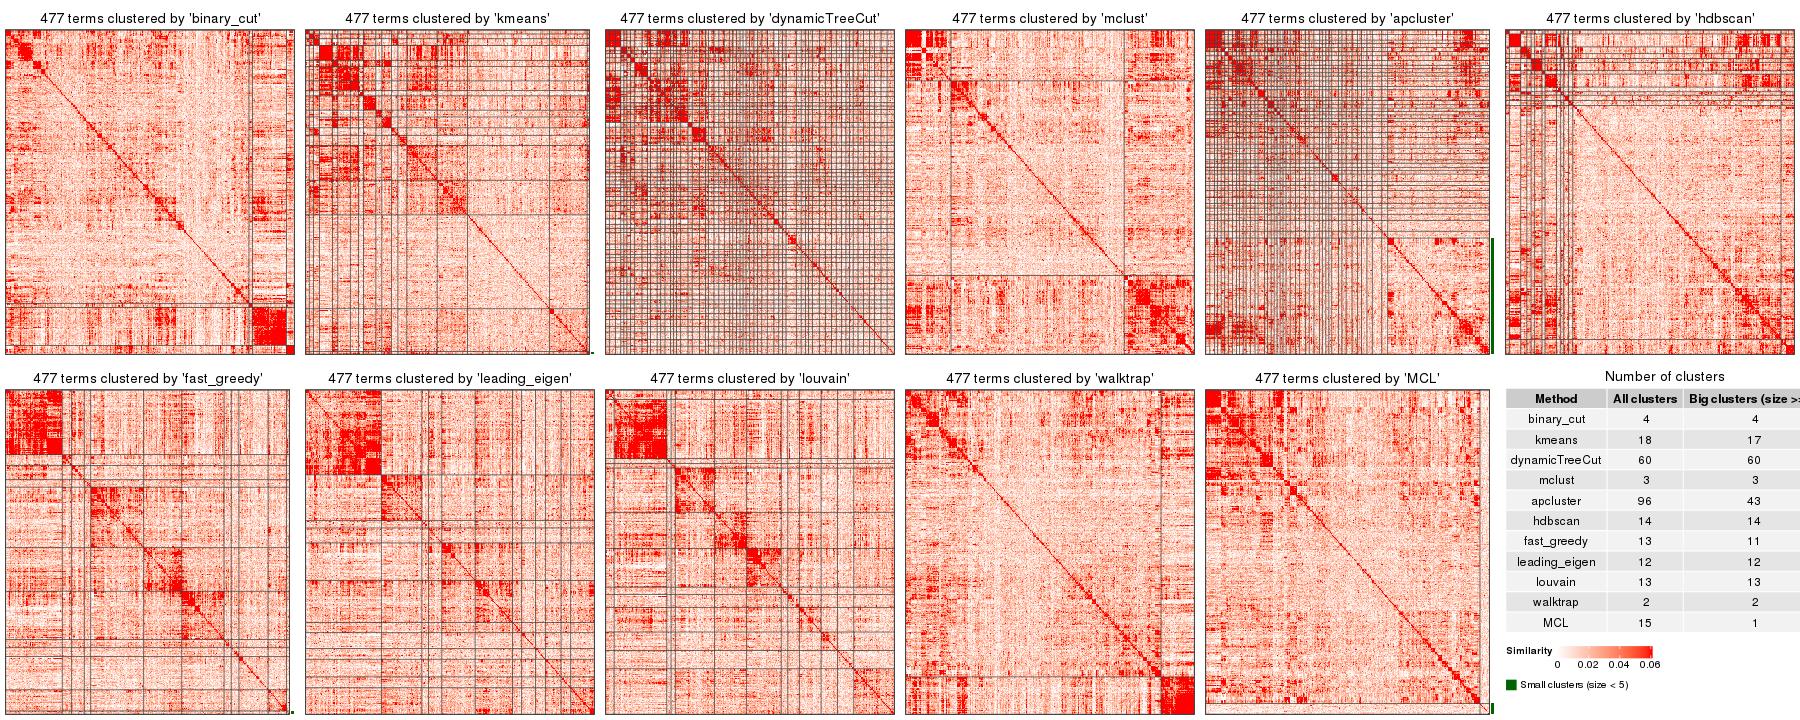 477 terms clustered by 'binary_cut'
477 terms clustered by 'kmeans'
477 terms clustered by 'dynamicTreeCut'
477 terms clustered by 'mclust'
477 terms clustered by 'apcluster'
477 terms clustered by 'hdbscan'
477 terms clustered by 'fast_greedy'
477 terms clustered by 'leading_eigen'
477 terms clustered by 'louvain'
477 terms clustered by 'walktrap'
477 terms clustered by 'MCL'
Number of clusters
Method All clusters Big clusters (size >=
binary_cut 4 4
kmeans 18 17
dynamicTreeCut 60 60
mclust 3 3
apcluster 96 43
hdbscan 14 14
fast_greedy 13 11
leading_eigen 12 12
louvain 13 13
walktrap 2 2
MCL 15 1
Similarity
0 0.02 0.04 0.06
Small clusters (size < 5)